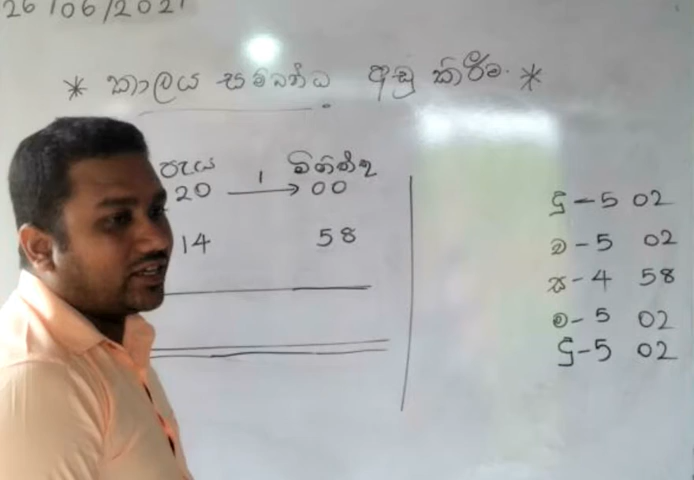 26/06/2021
* කාලය සම්බන්ධ අඩු කිරීම. *
පැය මිනිත්තු
20 1 → 00
14 58
දු - 5 02
ව - 5 02
ස - 4 58
ම - 5 02
දු - 5 02